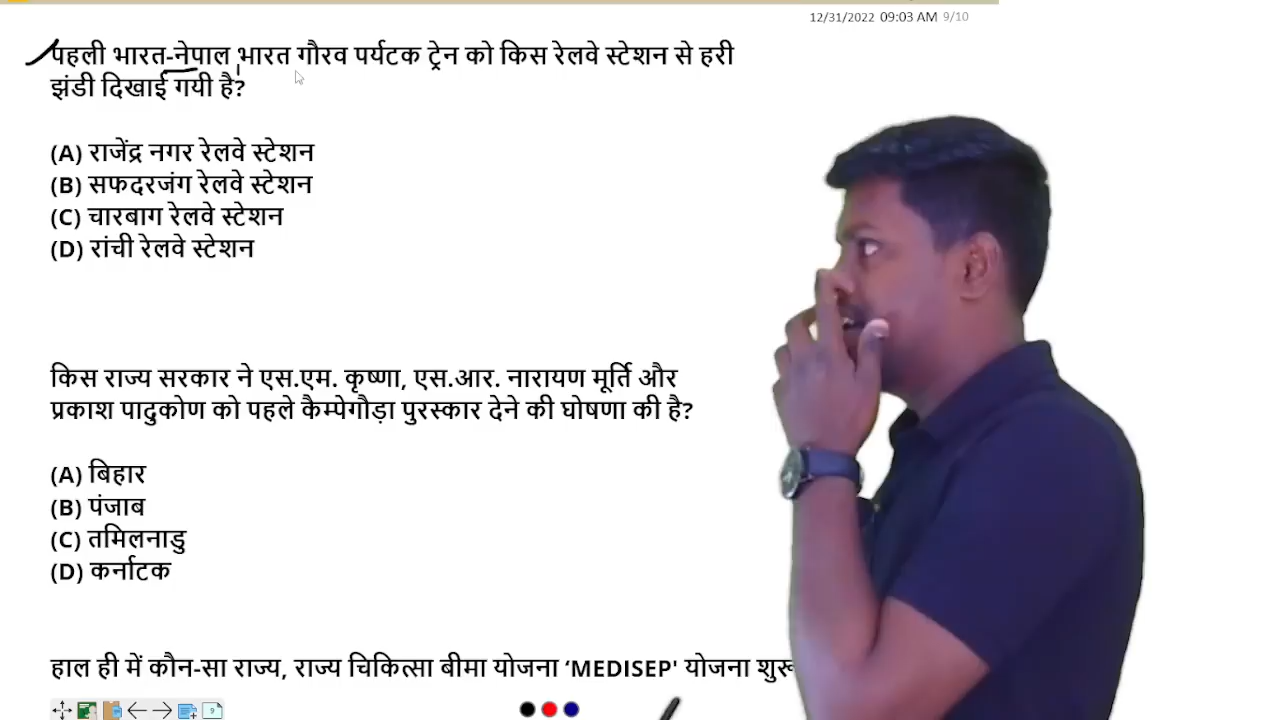 12/31/2022 09:03 AM 9/10
पहली भारत-नेपाल भारत गौरव पर्यटक ट्रेन को किस रेलवे स्टेशन से हरी
झंडी दिखाई गयी है?
(A) राजेंद्र नगर रेलवे स्टेशन
(B) सफदरजंग रेलवे स्टेशन
(C) चारबाग रेलवे स्टेशन
(D) रांची रेलवे स्टेशन
किस राज्य सरकार ने एस.एम. कृष्णा, एस.आर. नारायण मूर्ति और
प्रकाश पादुकोण को पहले कैम्पेगौड़ा पुरस्कार देने की घोषणा की है?
(A) बिहार
(B) पंजाब
(C) तमिलनाडु
(D) कर्नाटक
हाल ही में कौन-सा राज्य, राज्य चिकित्सा बीमा योजना ‘MEDISEP' योजना